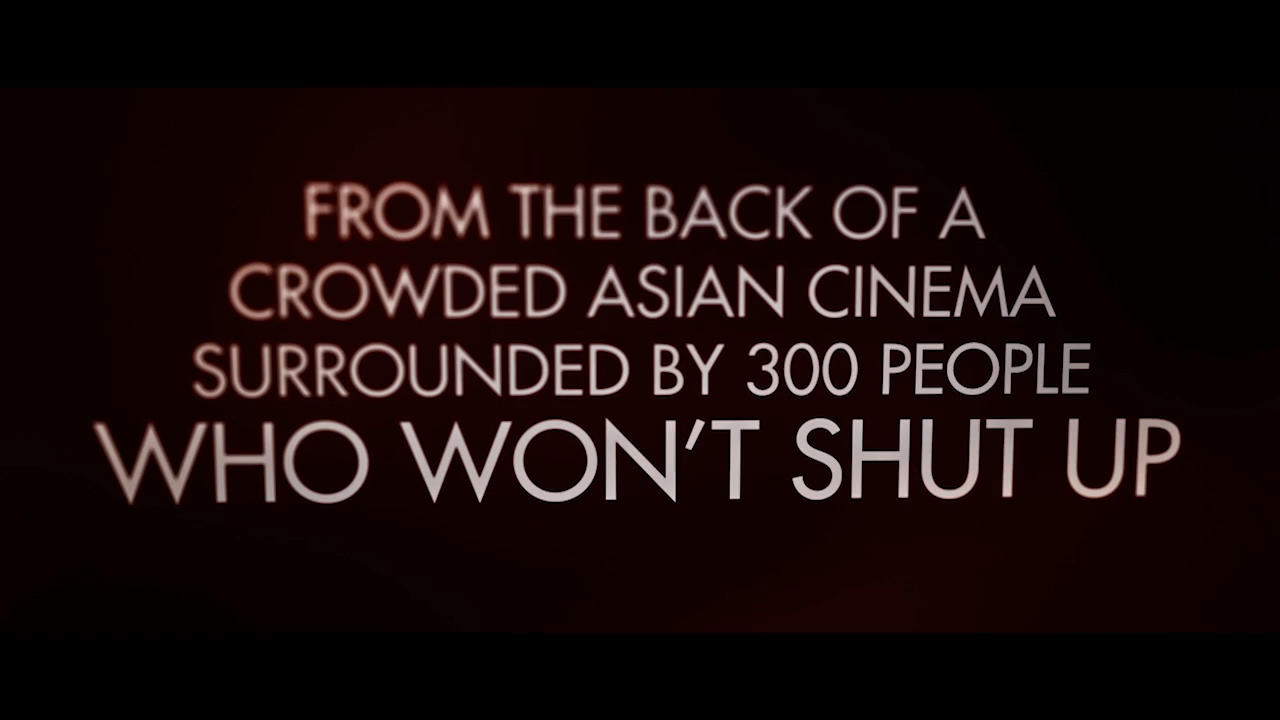 FROM THE BACK OF A
CROWDED ASIAN CINEMA
SURROUNDED BY 300 PEOPLE
WHO WON'T SHUT UP